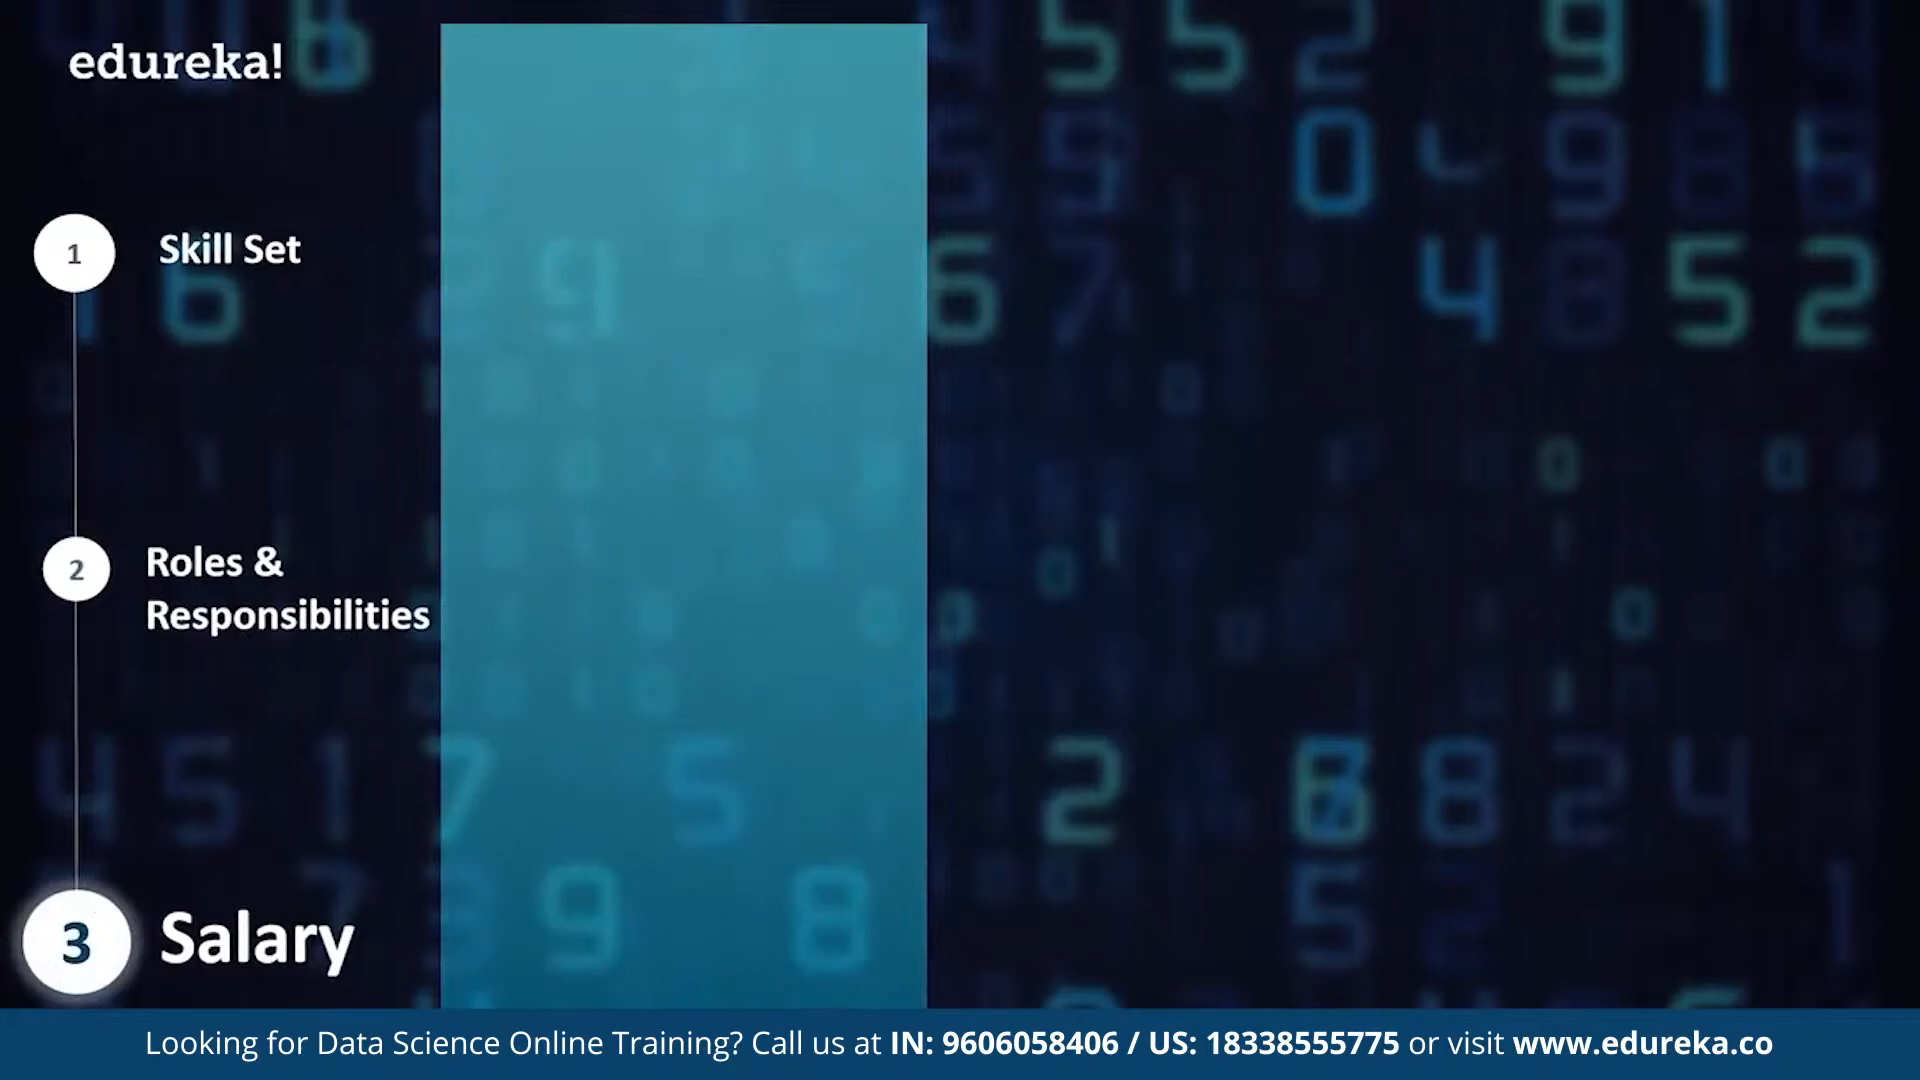 edureka!
1
Skill Set
2
Roles &
Responsibilities
3
Salary
Looking for Data Science Online Training? Call us at IN: 9606058406 / US: 18338555775 or visit www.edureka.co